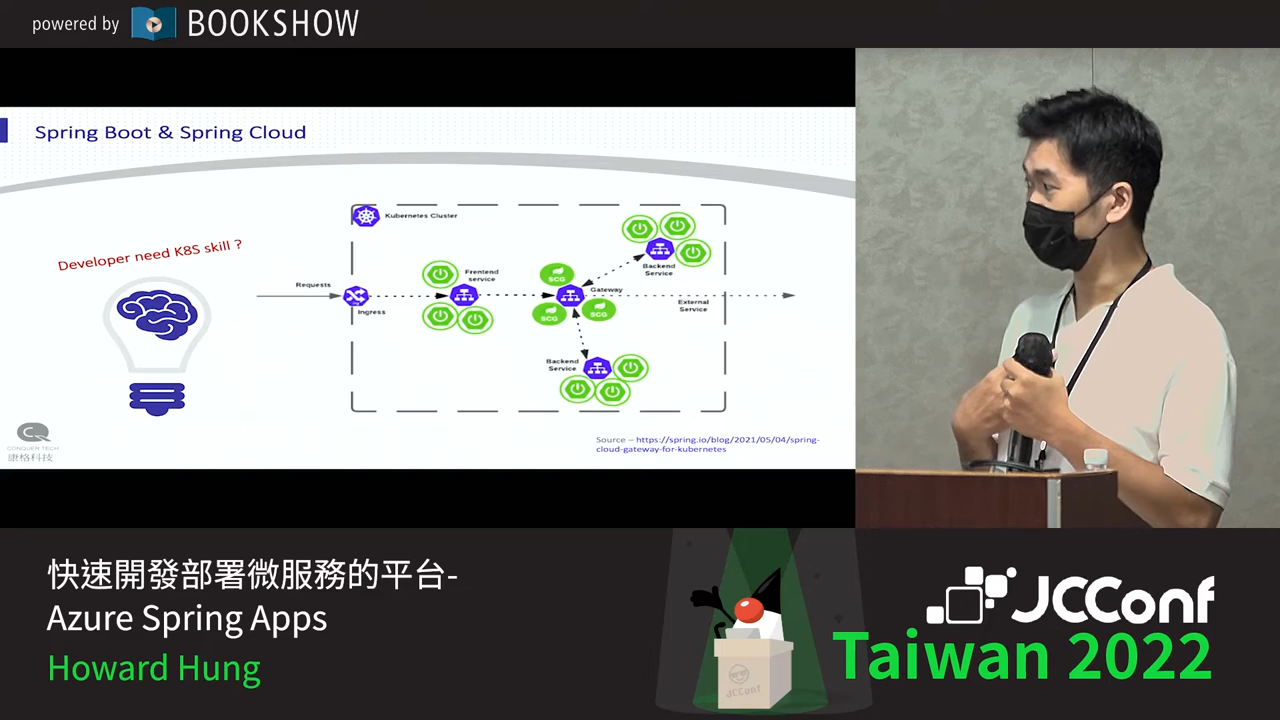 powered by BOOKSHOW
Spring Boot & Spring Cloud
Developer need K8S skill ?
Kubernetes Cluster
Requests
Ingress
Frontend
service
SCG
Gateway
SCG
SCG
Backend
Service
External
Service
Backend
Service
CONQUER TECH
康格科技
Source – https://spring.io/blog/2021/05/04/spring-
cloud-gateway-for-kubernetes
快速開發部署微服務的平台-
Azure Spring Apps
Howard Hung
JCConf
JCConf
Taiwan 2022